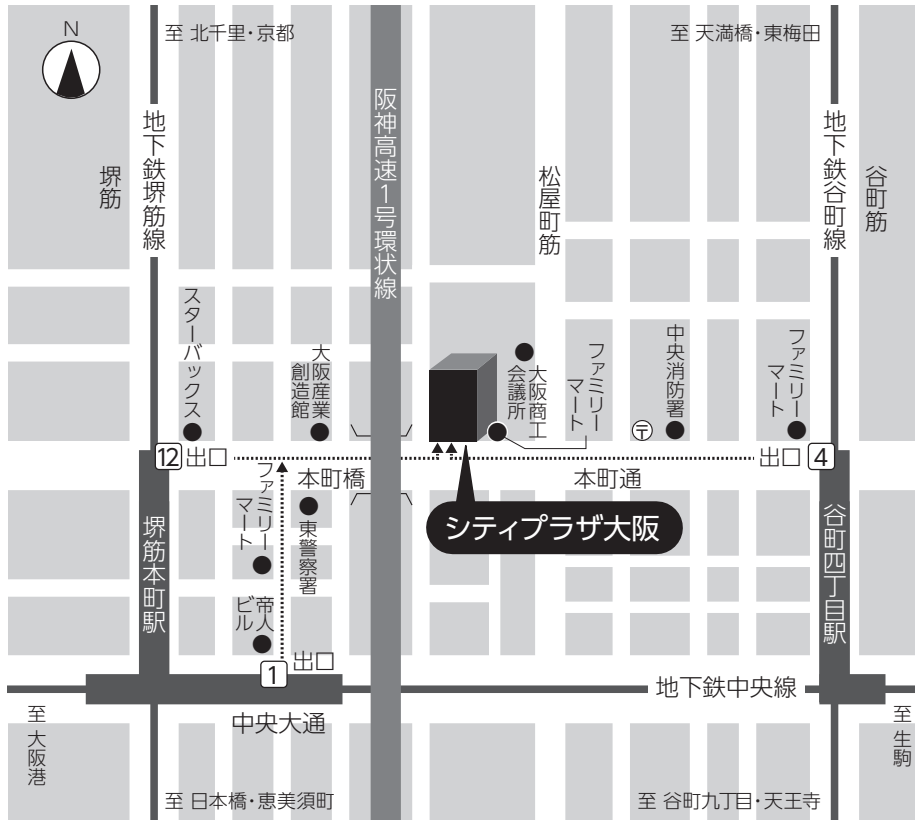 N
至 北千里・京都
至 天満橋・東梅田
堺筋
地下鉄堺筋線
阪神高速1号環状線
松屋町筋
地下鉄谷町線
谷町筋
スターバックス
大阪産業
創造館
大阪商工
会議所
ファミリー
マート
〒
中央消防署
ファミリー
マート
12 出口
本町橋
本町通
出口 4
シティプラザ大阪
ファミリー
マート
東警察署
帝人
ビル
堺筋本町駅
谷町四丁目駅
1 出口
地下鉄中央線
中央大通
至 大阪港
至 生駒
至 日本橋・恵美須町
至 谷町九丁目・天王寺